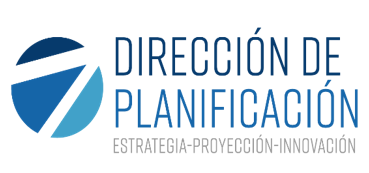 DIRECCIÓN DE
PLANIFICACIÓN
ESTRATEGIA-PROYECCIÓN-INNOVACIÓN